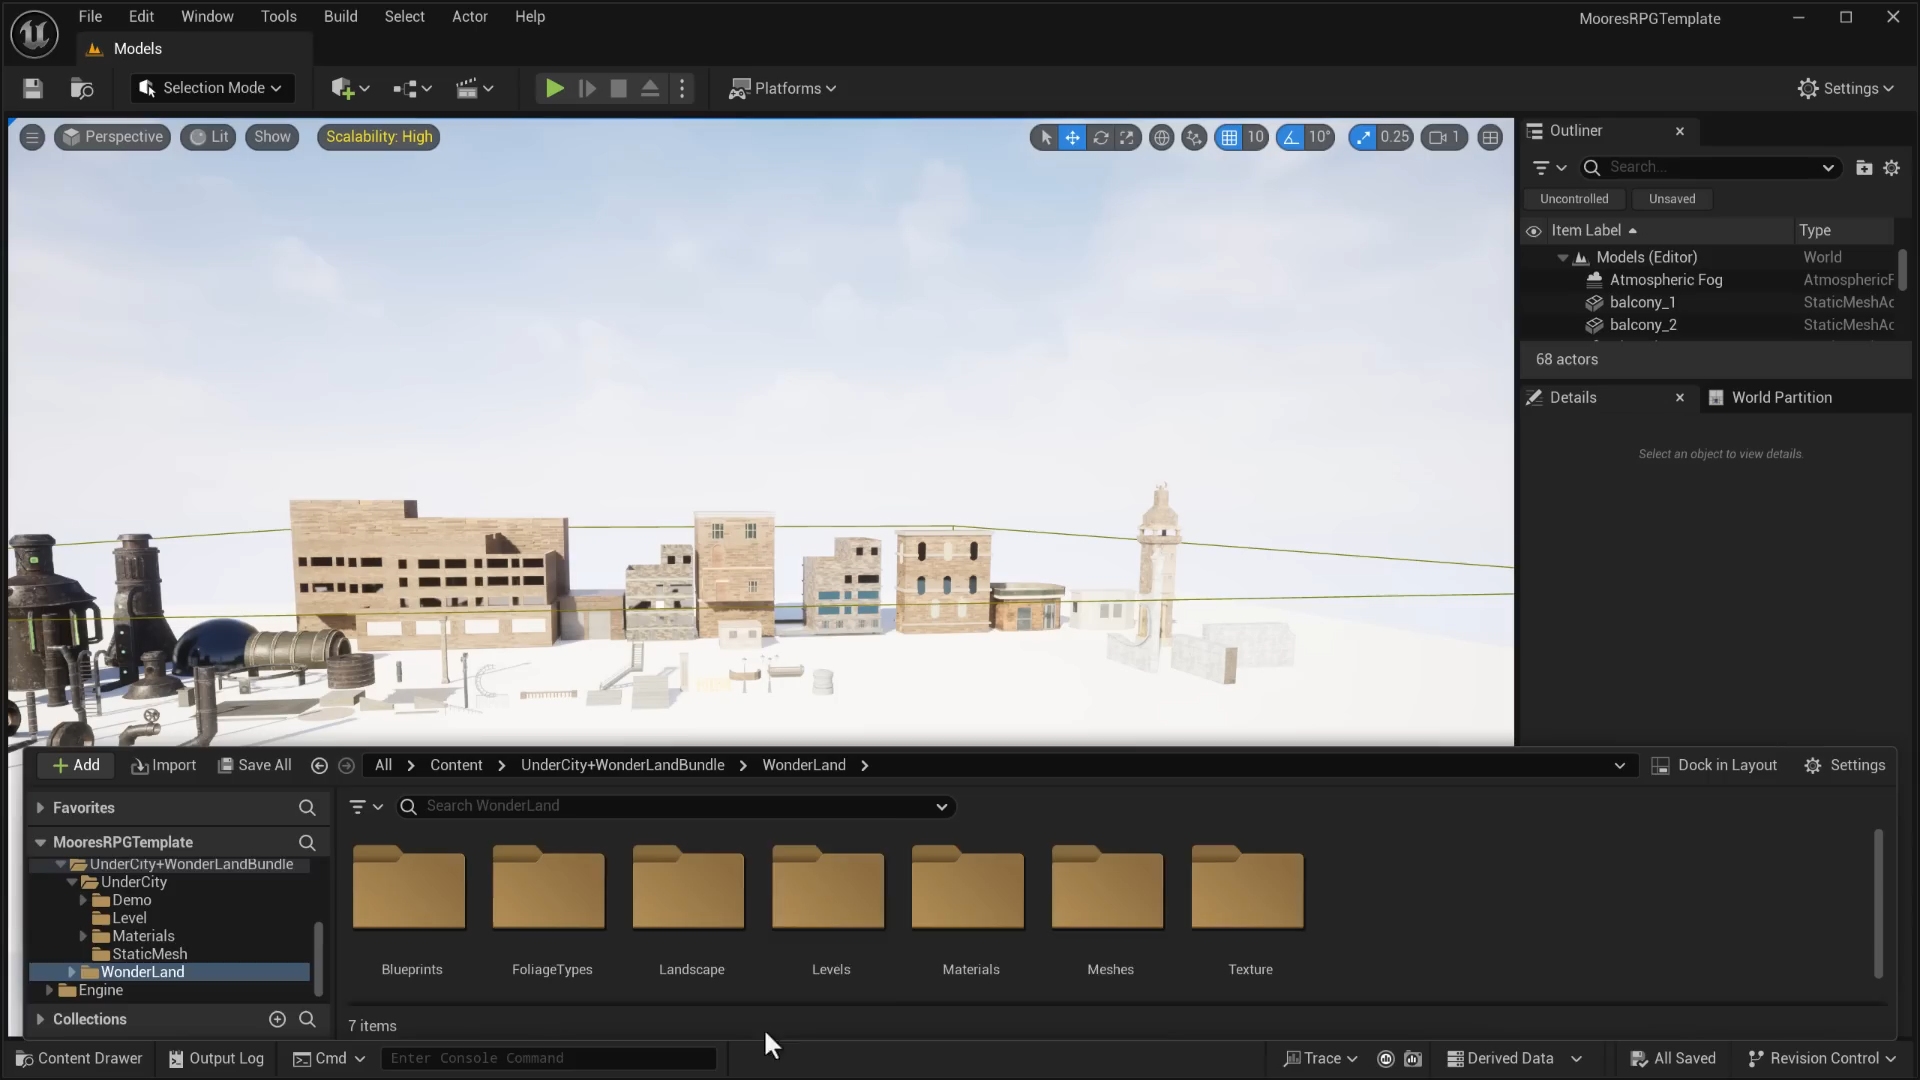 File Edit Window Tools Build Select Actor Help
MooresRPGTemplate
Models
Selection Mode
Platforms
Settings
Perspective
Lit
Show
Scalability: High
10
10°
0.25
1
Outliner
Search...
Uncontrolled
Unsaved
Item Label
Type
Models (Editor) World
Atmospheric Fog AtmosphericF
balcony_1 StaticMeshAc
balcony_2 StaticMeshAc
68 actors
Details
World Partition
Select an object to view details.
Add
Import
Save All
All
Content
UnderCity+WonderLandBundle
WonderLand
Dock in Layout
Settings
Favorites
MooresRPGTemplate
UnderCity+WonderLandBundle
UnderCity
Demo
Level
Materials
StaticMesh
WonderLand
Engine
Collections
Search WonderLand
Blueprints
FoliageTypes
Landscape
Levels
Materials
Meshes
Texture
7 items
Content Drawer
Output Log
Cmd
Enter Console Command
Trace
Derived Data
All Saved
Revision Control